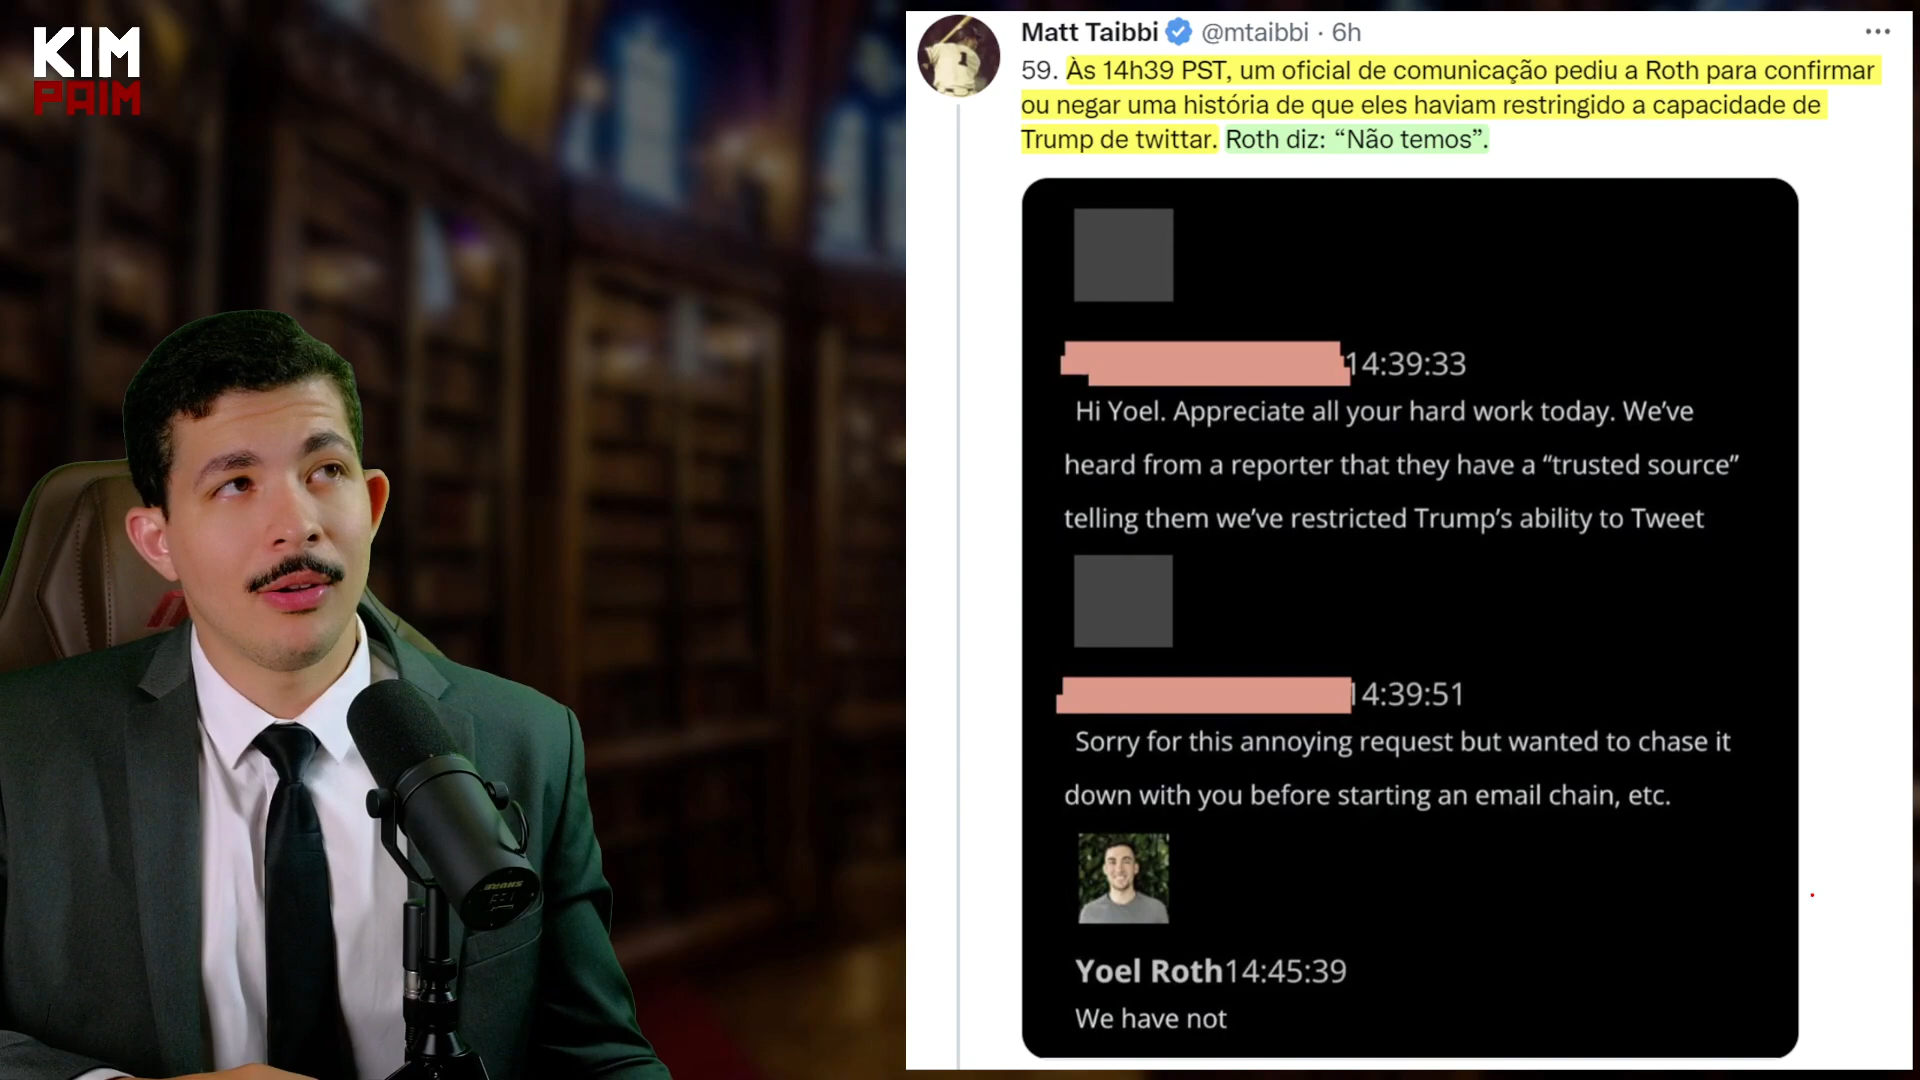 KIM
PAIM
Matt Taibbi @mtaibbi · 6h
59. Às 14h39 PST, um oficial de comunicação pediu a Roth para confirmar
ou negar uma história de que eles haviam restringido a capacidade de
Trump de twittar. Roth diz: “Não temos”.
14:39:33
Hi Yoel. Appreciate all your hard work today. We’ve
heard from a reporter that they have a “trusted source”
telling them we’ve restricted Trump’s ability to Tweet
14:39:51
Sorry for this annoying request but wanted to chase it
down with you before starting an email chain, etc.
Yoel Roth14:45:39
We have not
SHURE